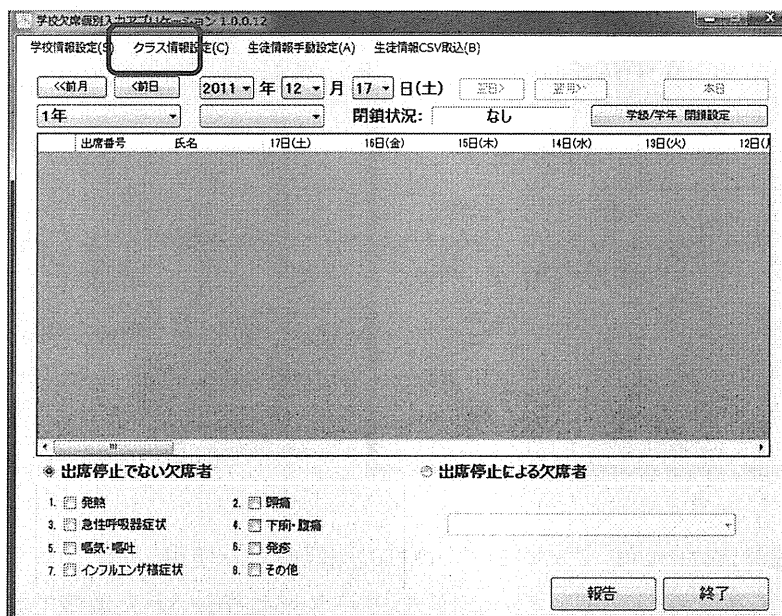 学校欠席個別入力アプリケーション 1.0.0.12
学校情報設定(S) クラス情報設定(C) 生徒情報手動設定(A) 生徒情報CSV取込(B)
<<前月 <前日 2011 年 12 月 17 日(土) 翌日> 翌月>> 本日
1年 閉鎖状況: なし 学級/学年 閉鎖設定
出席番号 氏名 17日(土) 16日(金) 15日(木) 14日(水) 13日(火) 12日(月
出席停止でない欠席者 出席停止による欠席者
1. 発熱 2. 頭痛
3. 急性呼吸器症状 4. 下痢・腹痛
5. 嘔気・嘔吐 6. 発疹
7. インフルエンザ様症状 8. その他
報告 終了